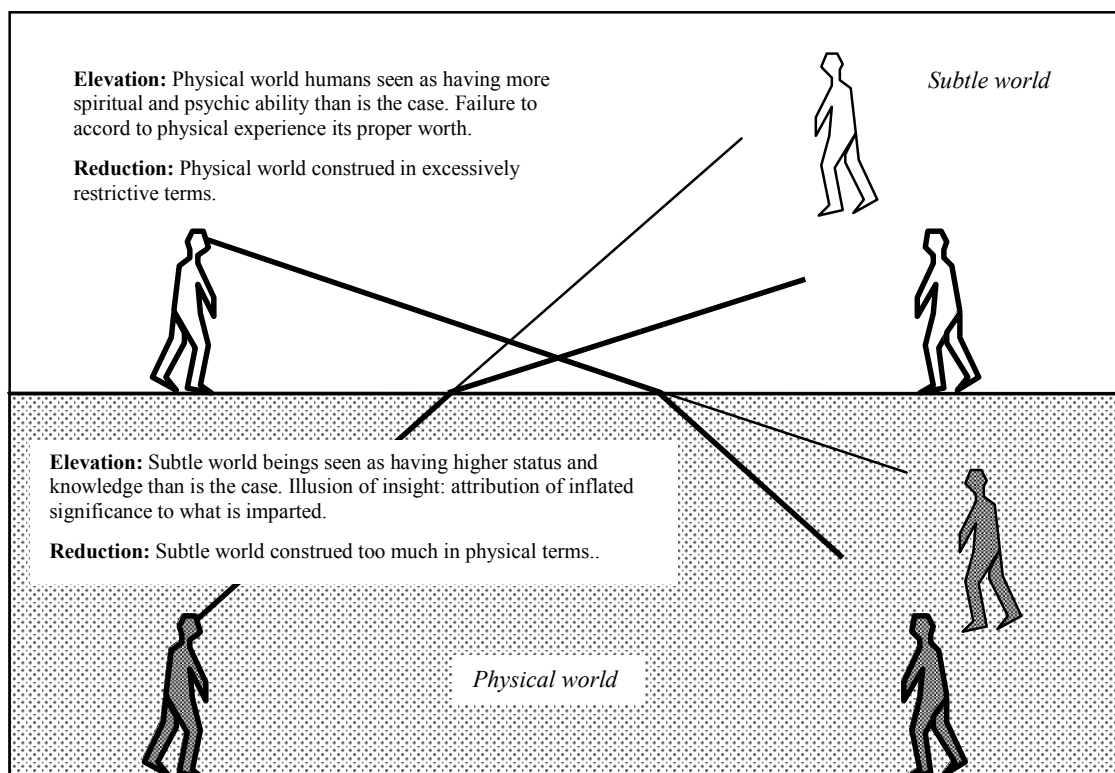 Elevation: Physical world humans seen as having more
spiritual and psychic ability than is the case. Failure to
accord to physical experience its proper worth.
Reduction: Physical world construed in excessively
restrictive terms.
Subtle world
Elevation: Subtle world beings seen as having higher status and
knowledge than is the case. Illusion of insight: attribution of inflated
significance to what is imparted.
Reduction: Subtle world construed too much in physical terms..
Physical world